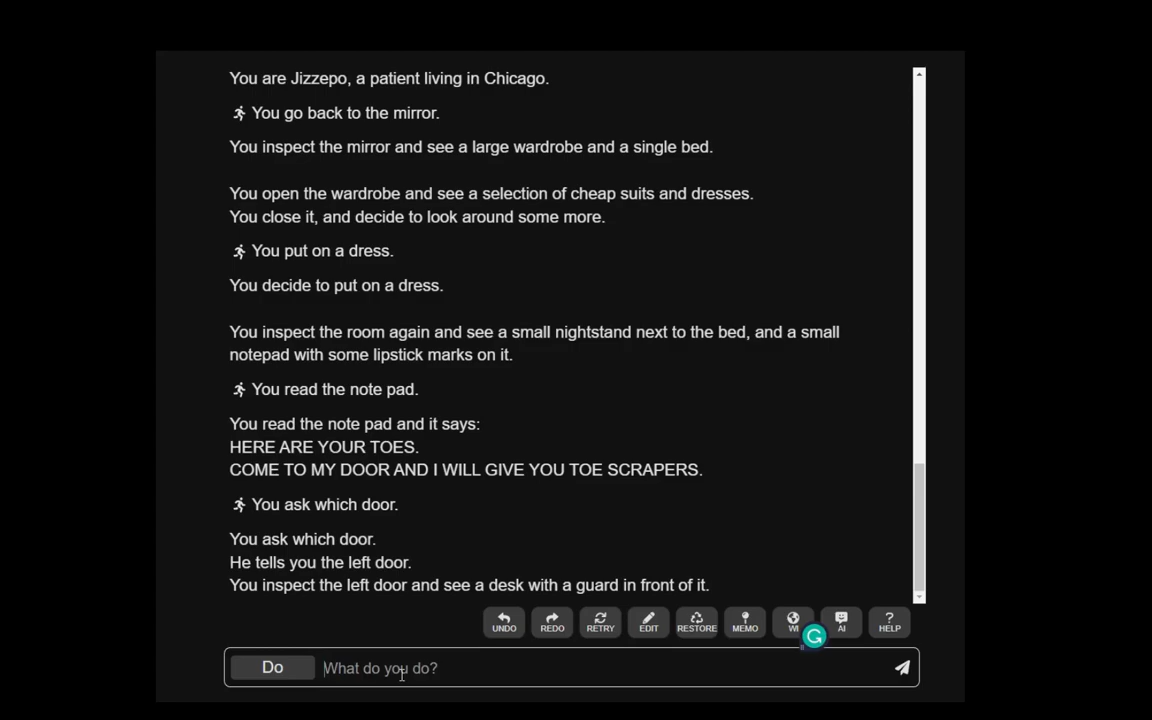 You are Jizzepo, a patient living in Chicago.
You go back to the mirror.
You inspect the mirror and see a large wardrobe and a single bed.
You open the wardrobe and see a selection of cheap suits and dresses.
You close it, and decide to look around some more.
You put on a dress.
You decide to put on a dress.
You inspect the room again and see a small nightstand next to the bed, and a small
notepad with some lipstick marks on it.
You read the note pad.
You read the note pad and it says:
HERE ARE YOUR TOES.
COME TO MY DOOR AND I WILL GIVE YOU TOE SCRAPERS.
You ask which door.
You ask which door.
He tells you the left door.
You inspect the left door and see a desk with a guard in front of it.
UNDO REDO RETRY EDIT RESTORE MEMO WI AI HELP
Do What do you do?